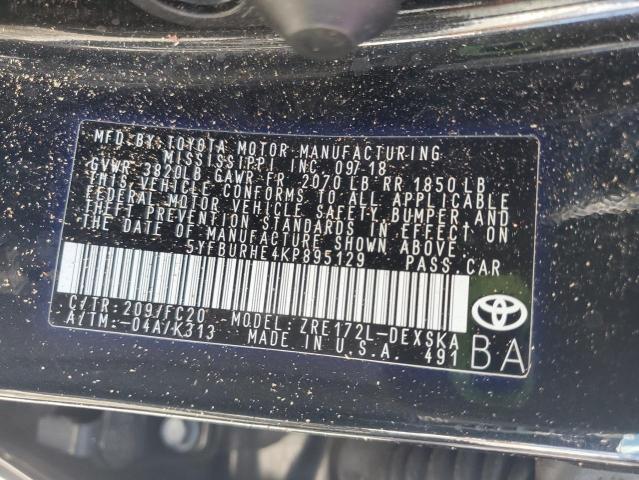 MFD BY TOYOTA MOTOR MANUFACTURING
MISSISSIPPI INC 09/18
GVWR 3820LB GAWR FR 2070 LB RR 1850 LB
THIS VEHICLE CONFORMS TO ALL APPLICABLE
FEDERAL MOTOR VEHICLE SAFETY BUMPER AND
THEFT PREVENTION STANDARDS IN EFFECT ON
THE DATE OF MANUFACTURE SHOWN ABOVE
5YFBURHE4KP895129 PASS.CAR
C/TR:209/FC20 MODEL:ZRE172L-DEXSKA
A/TM:-04A/K313 MADE IN U.S.A. 491
BA